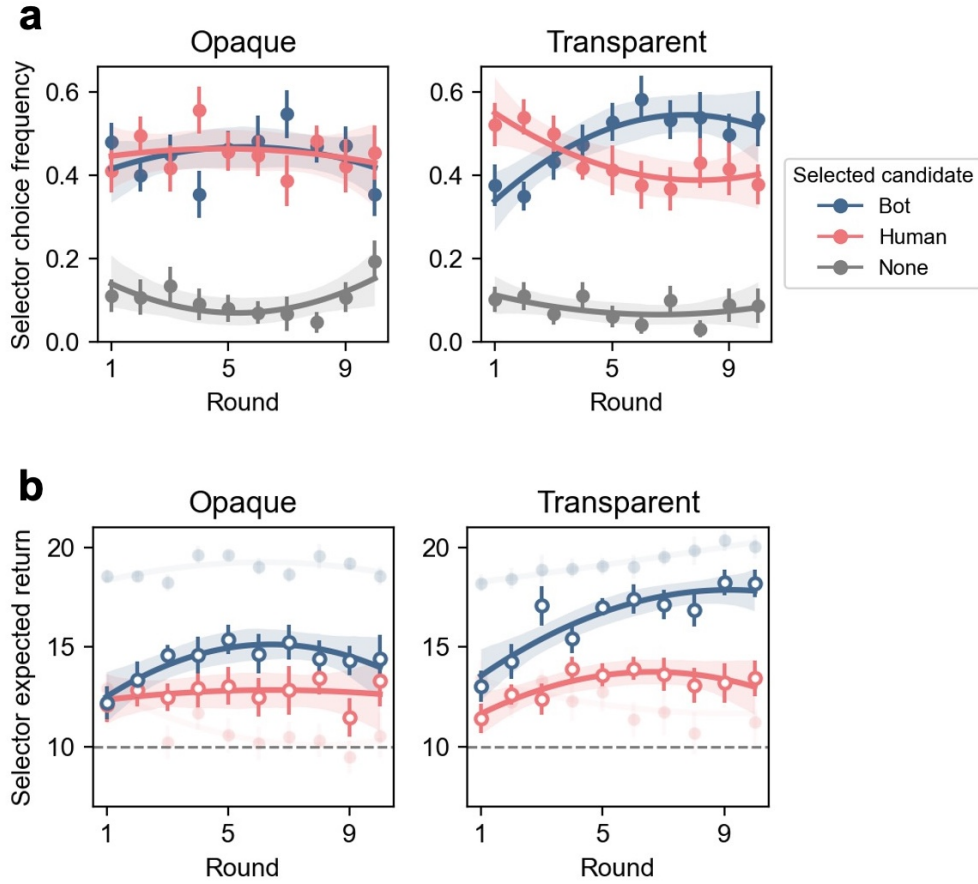 a
Opaque
Transparent
Selector choice frequency
0.6
0.4
0.2
0.0
1
5
9
Round
0.6
0.4
0.2
0.0
1
5
9
Round
Selected candidate
Bot
Human
None
b
Opaque
Transparent
Selector expected return
20
15
10
1
5
9
Round
20
15
10
1
5
9
Round